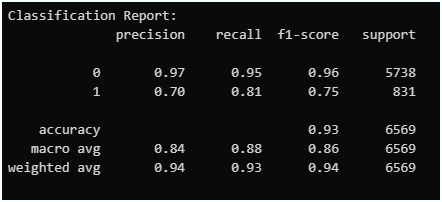 Classification Report:
precision recall f1-score support
0 0.97 0.95 0.96 5738
1 0.70 0.81 0.75 831
accuracy 0.93 6569
macro avg 0.84 0.88 0.86 6569
weighted avg 0.94 0.93 0.94 6569